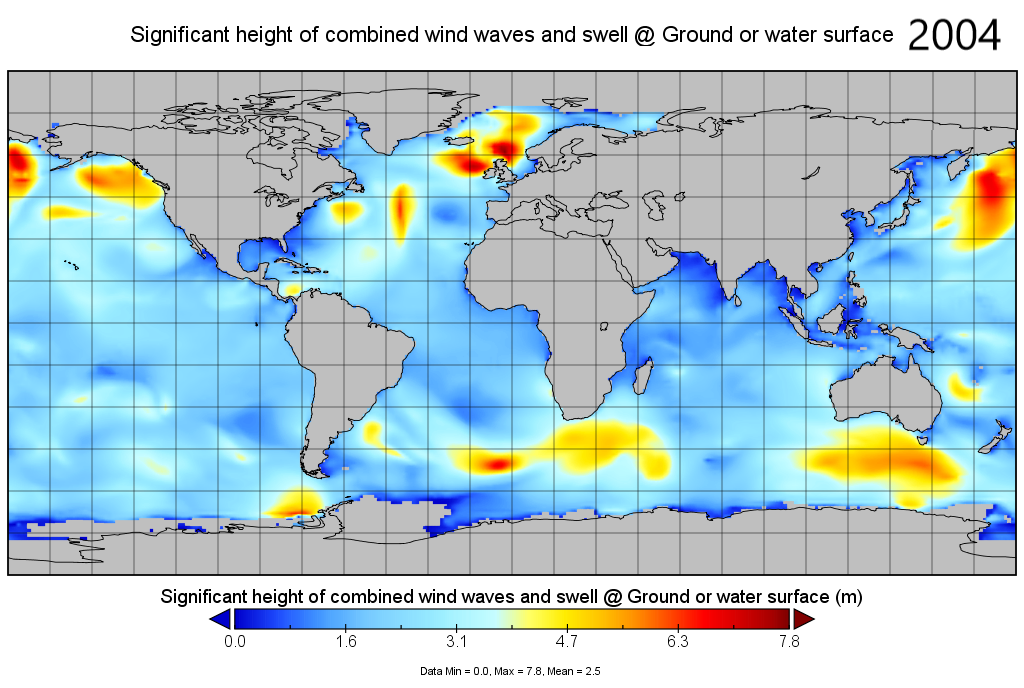 Significant height of combined wind waves and swell @ Ground or water surface 2004
Significant height of combined wind waves and swell @ Ground or water surface (m)
0.0 1.6 3.1 4.7 6.3 7.8
Data Min = 0.0, Max = 7.8, Mean = 2.5